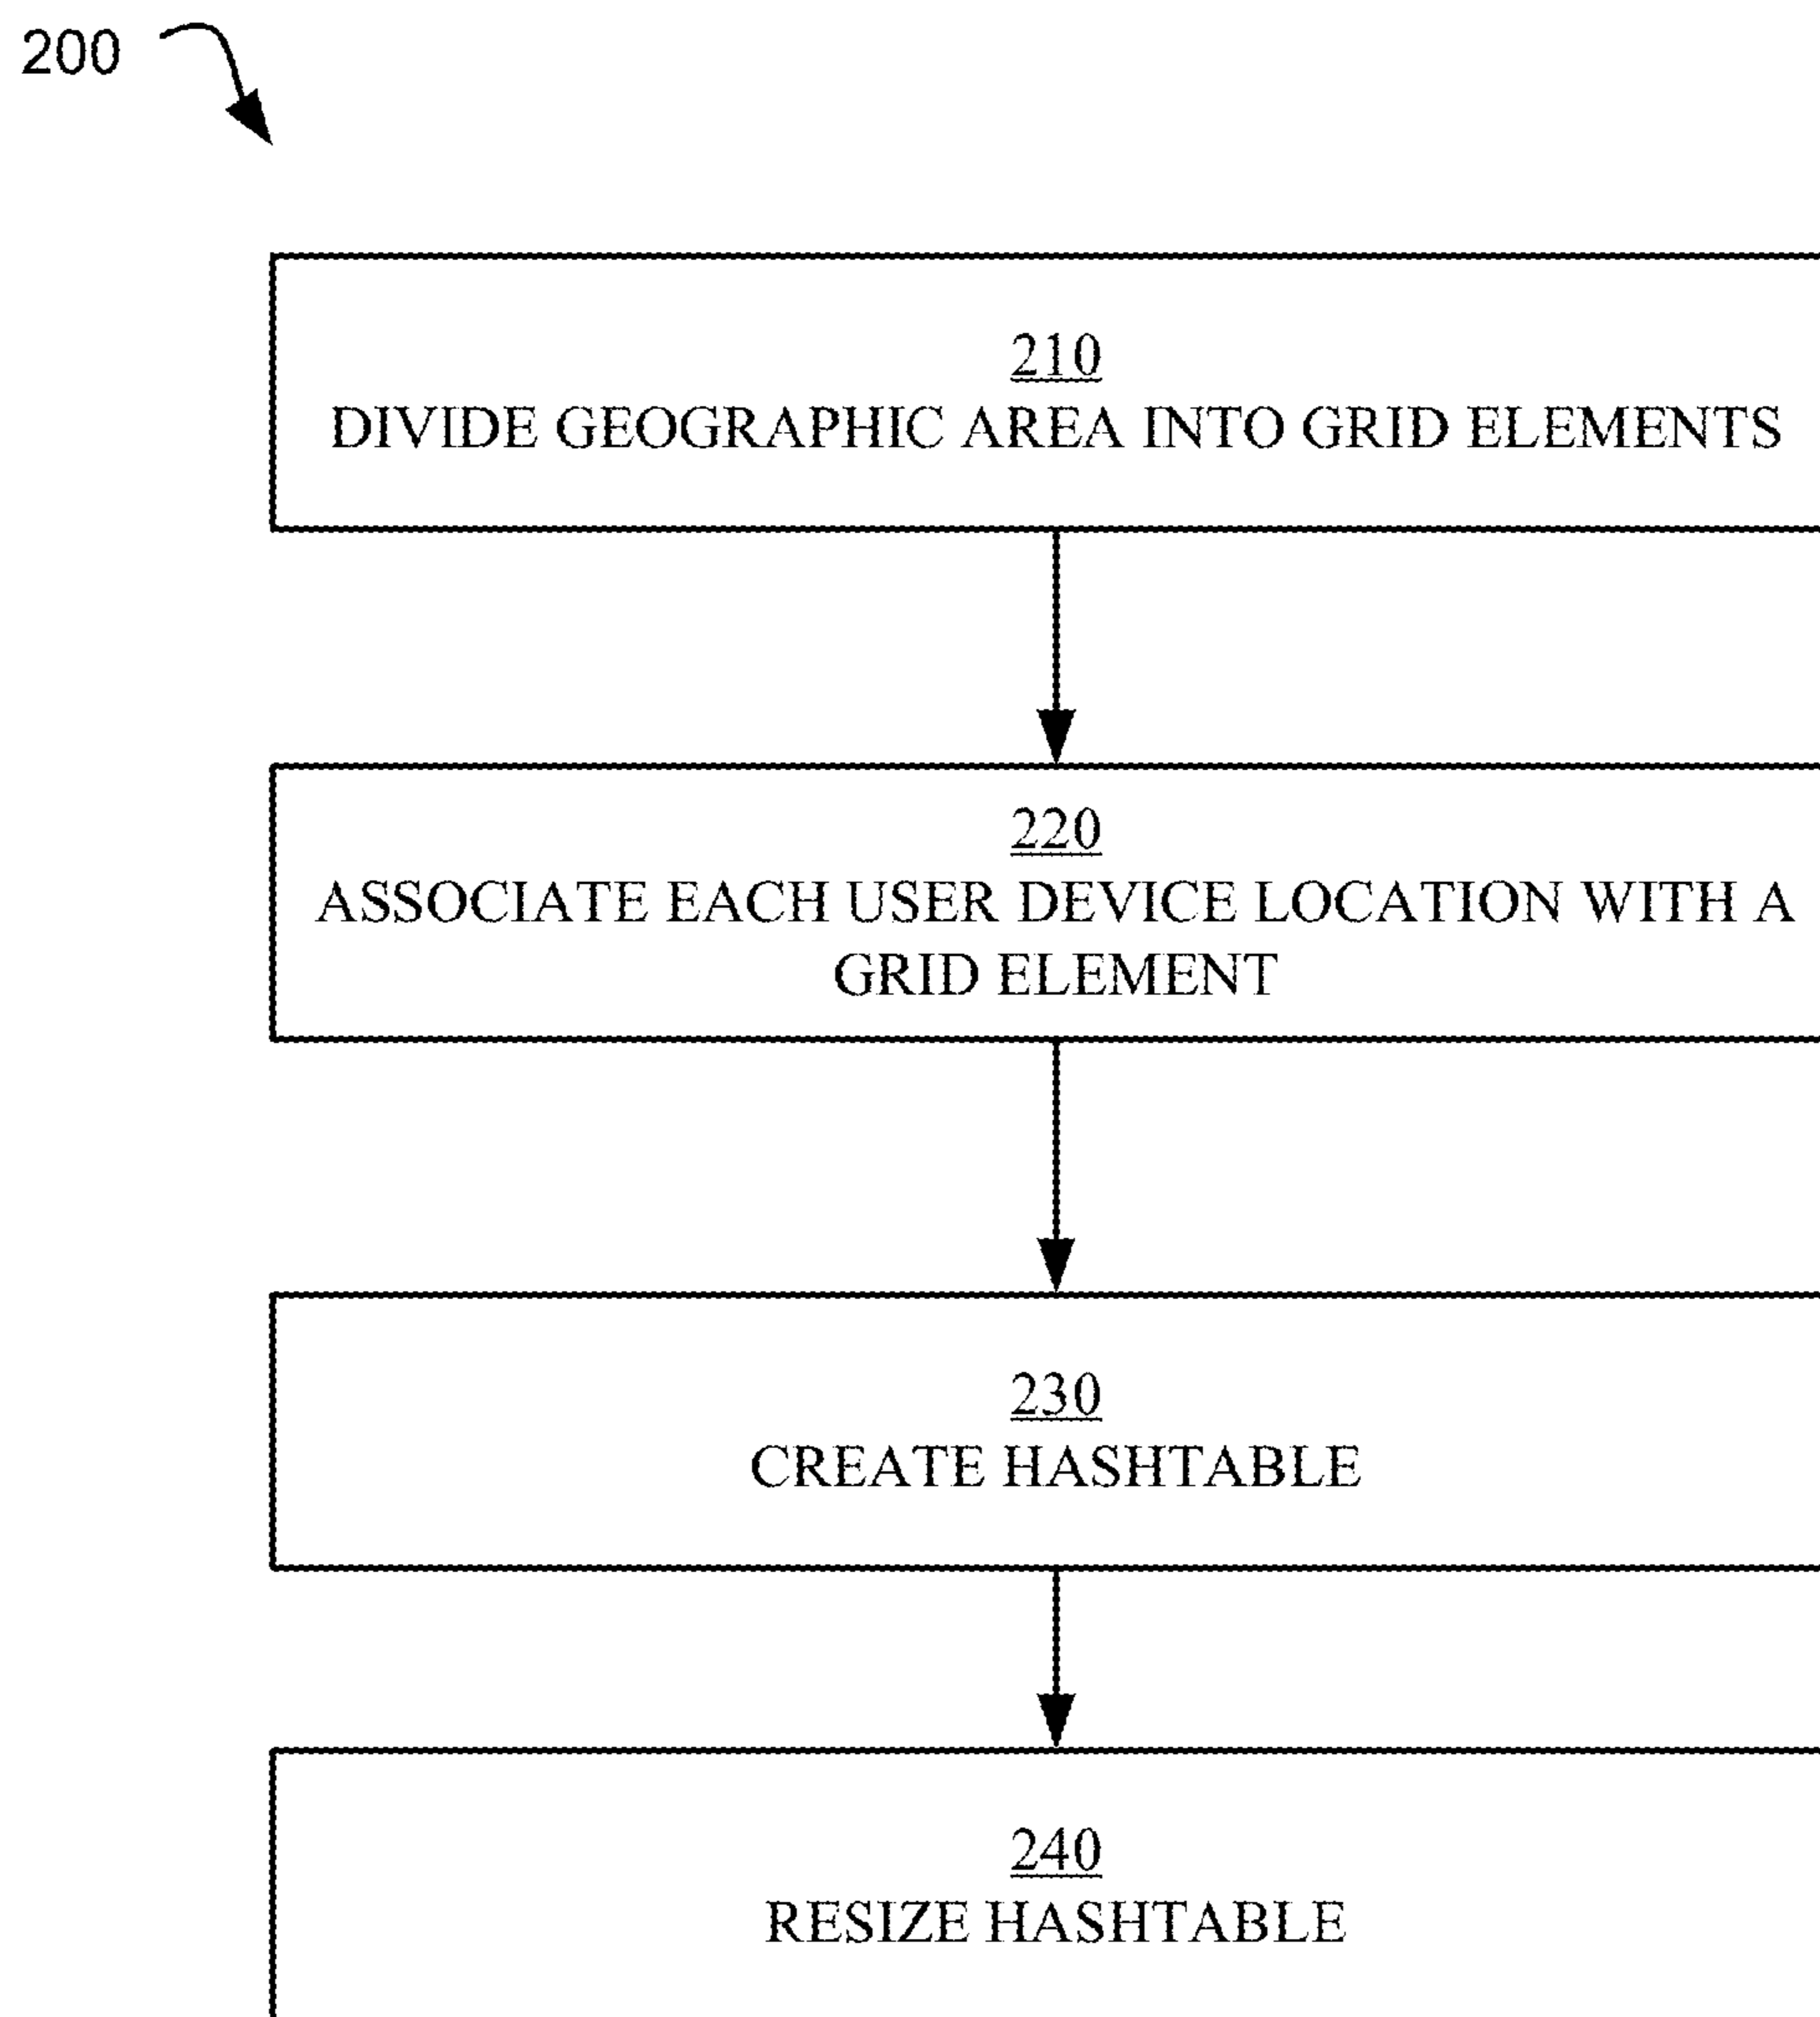 200
210
DIVIDE GEOGRAPHIC AREA INTO GRID ELEMENTS
220
ASSOCIATE EACH USER DEVICE LOCATION WITH A
GRID ELEMENT
230
CREATE HASHTABLE
240
RESIZE HASHTABLE